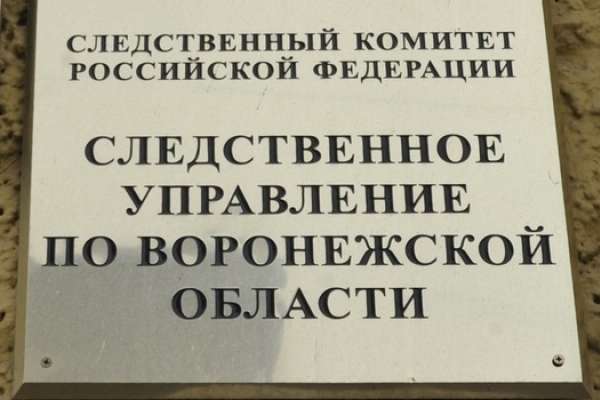 СЛЕДСТВЕННЫЙ КОМИТЕТ
РОССИЙСКОЙ ФЕДЕРАЦИИ
СЛЕДСТВЕННОЕ
УПРАВЛЕНИЕ
ПО ВОРОНЕЖСКОЙ
ОБЛАСТИ